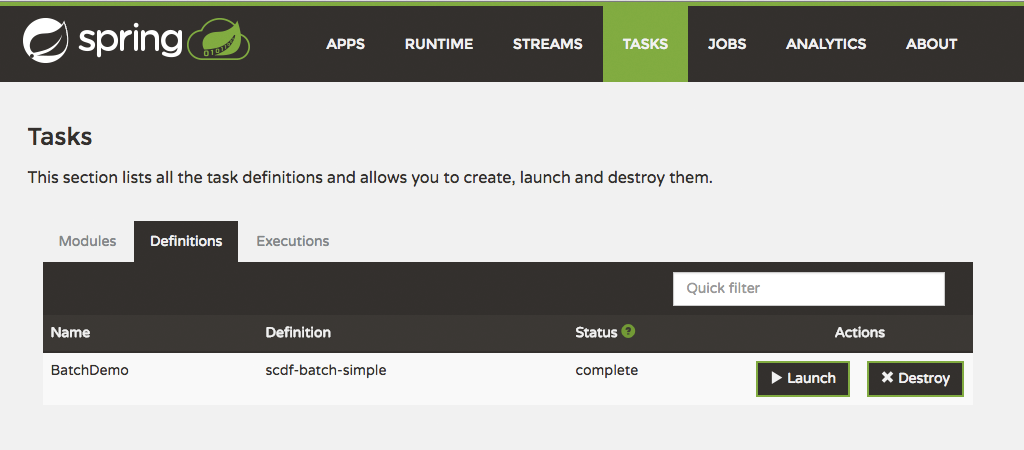 spring
APPS RUNTIME STREAMS TASKS JOBS ANALYTICS ABOUT
Tasks
This section lists all the task definitions and allows you to create, launch and destroy them.
Modules Definitions Executions
Quick filter
Name Definition Status ? Actions
BatchDemo scdf-batch-simple complete Launch Destroy